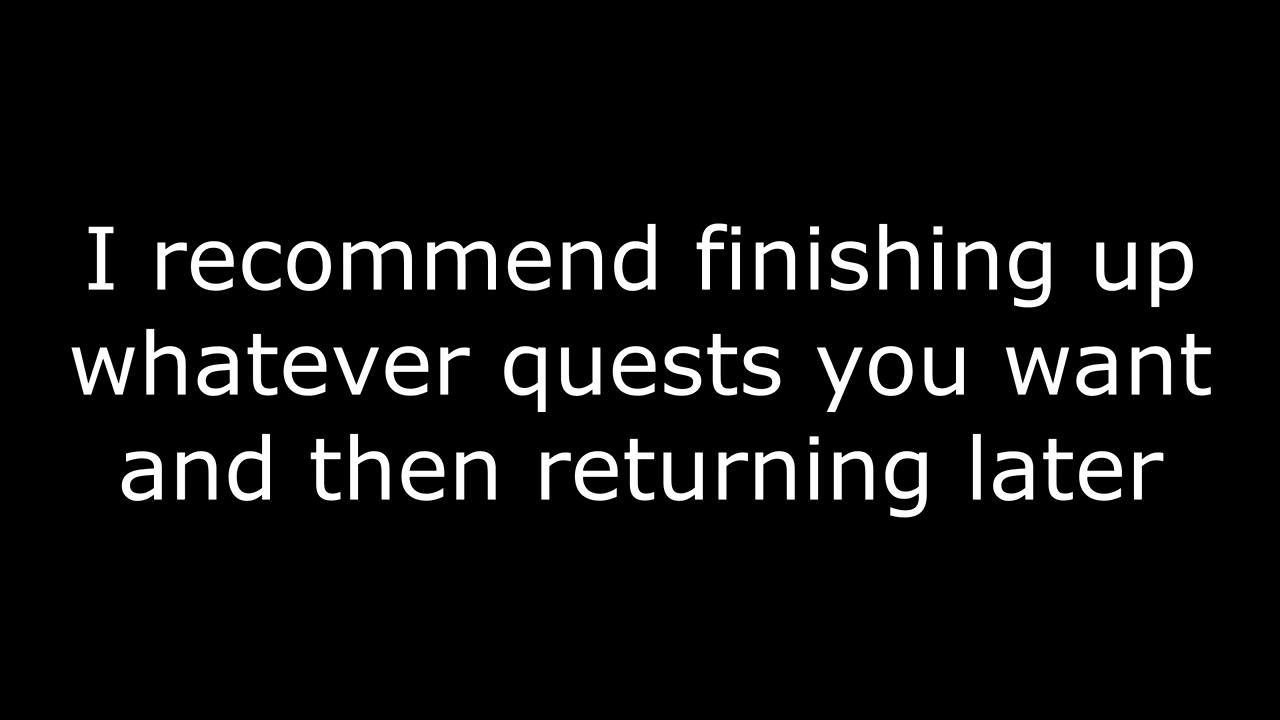 I recommend finishing up
whatever quests you want
and then returning later